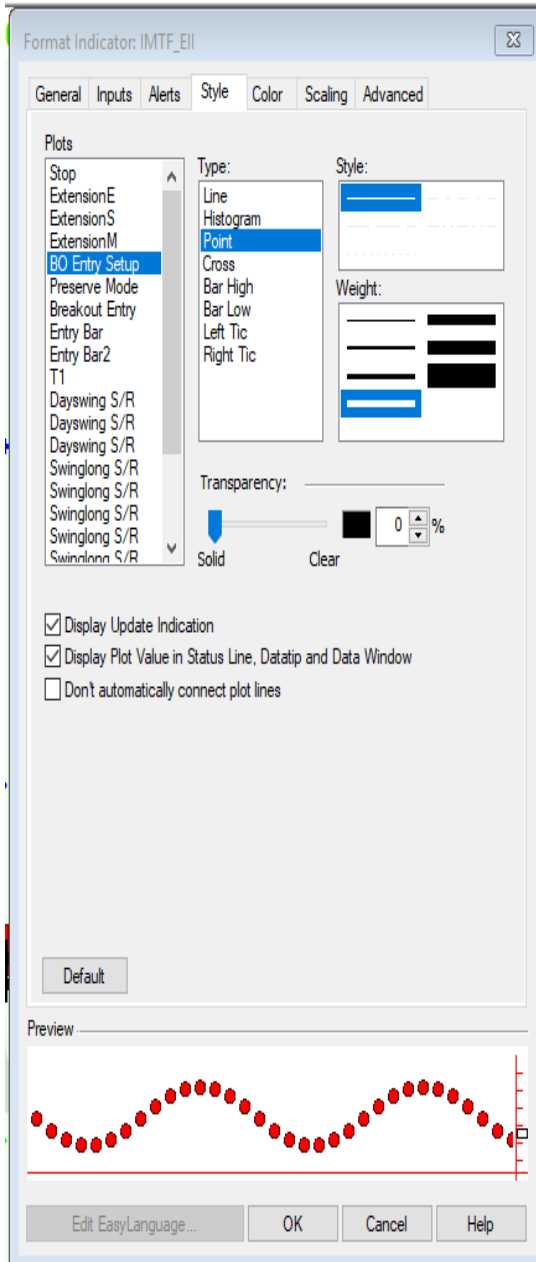 Format Indicator: IMTF_EII
General Inputs Alerts Style Color Scaling Advanced
Plots
Stop
ExtensionE
ExtensionS
ExtensionM
BO Entry Setup
Preserve Mode
Breakout Entry
Entry Bar
Entry Bar2
T1
Dayswing S/R
Dayswing S/R
Dayswing S/R
Swinglong S/R
Swinglong S/R
Swinglong S/R
Swinglong S/R
Swinglong S/R
Type:
Line
Histogram
Point
Cross
Bar High
Bar Low
Left Tic
Right Tic
Style:
Weight:
Transparency:
0 %
Solid Clear
Display Update Indication
Display Plot Value in Status Line, Datatip and Data Window
Don't automatically connect plot lines
Default
Preview
Edit EasyLanguage... OK Cancel Help